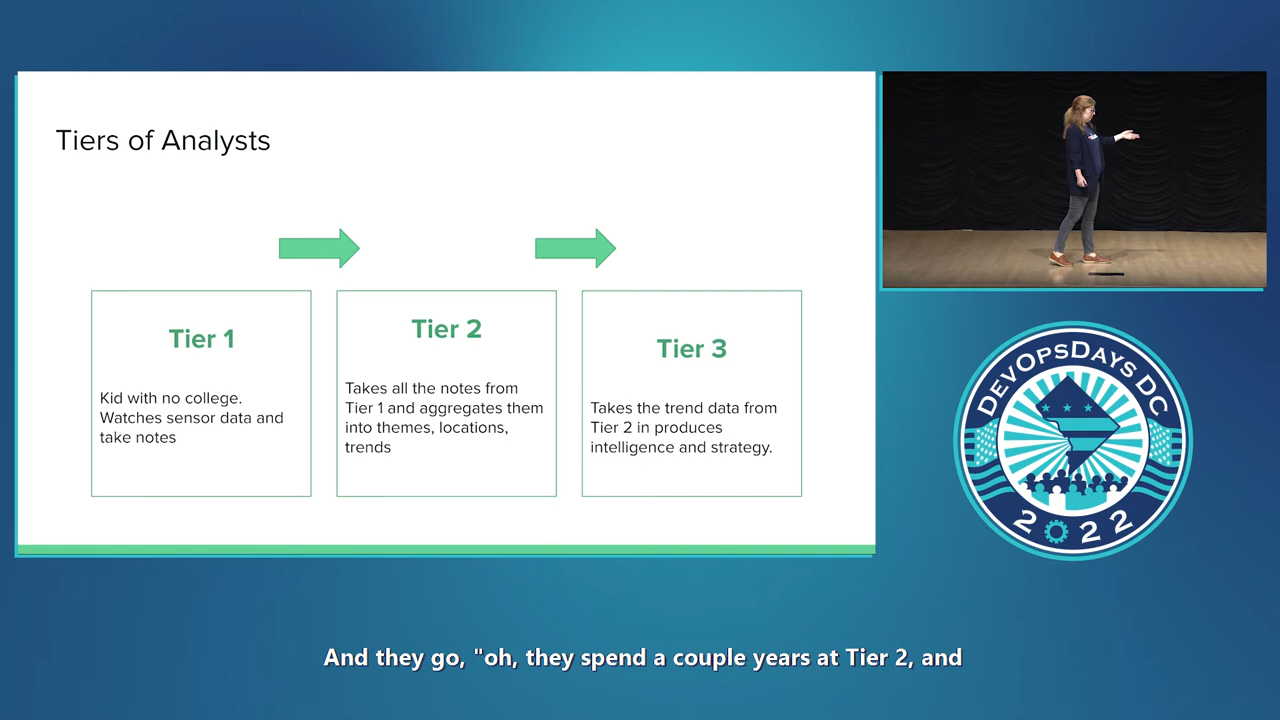 Tiers of Analysts
Tier 1
Kid with no college.
Watches sensor data and
take notes
Tier 2
Takes all the notes from
Tier 1 and aggregates them
into themes, locations,
trends
Tier 3
Takes the trend data from
Tier 2 in produces
intelligence and strategy.
DEVOPSDAYS DC
2022
And they go, "oh, they spend a couple years at Tier 2, and